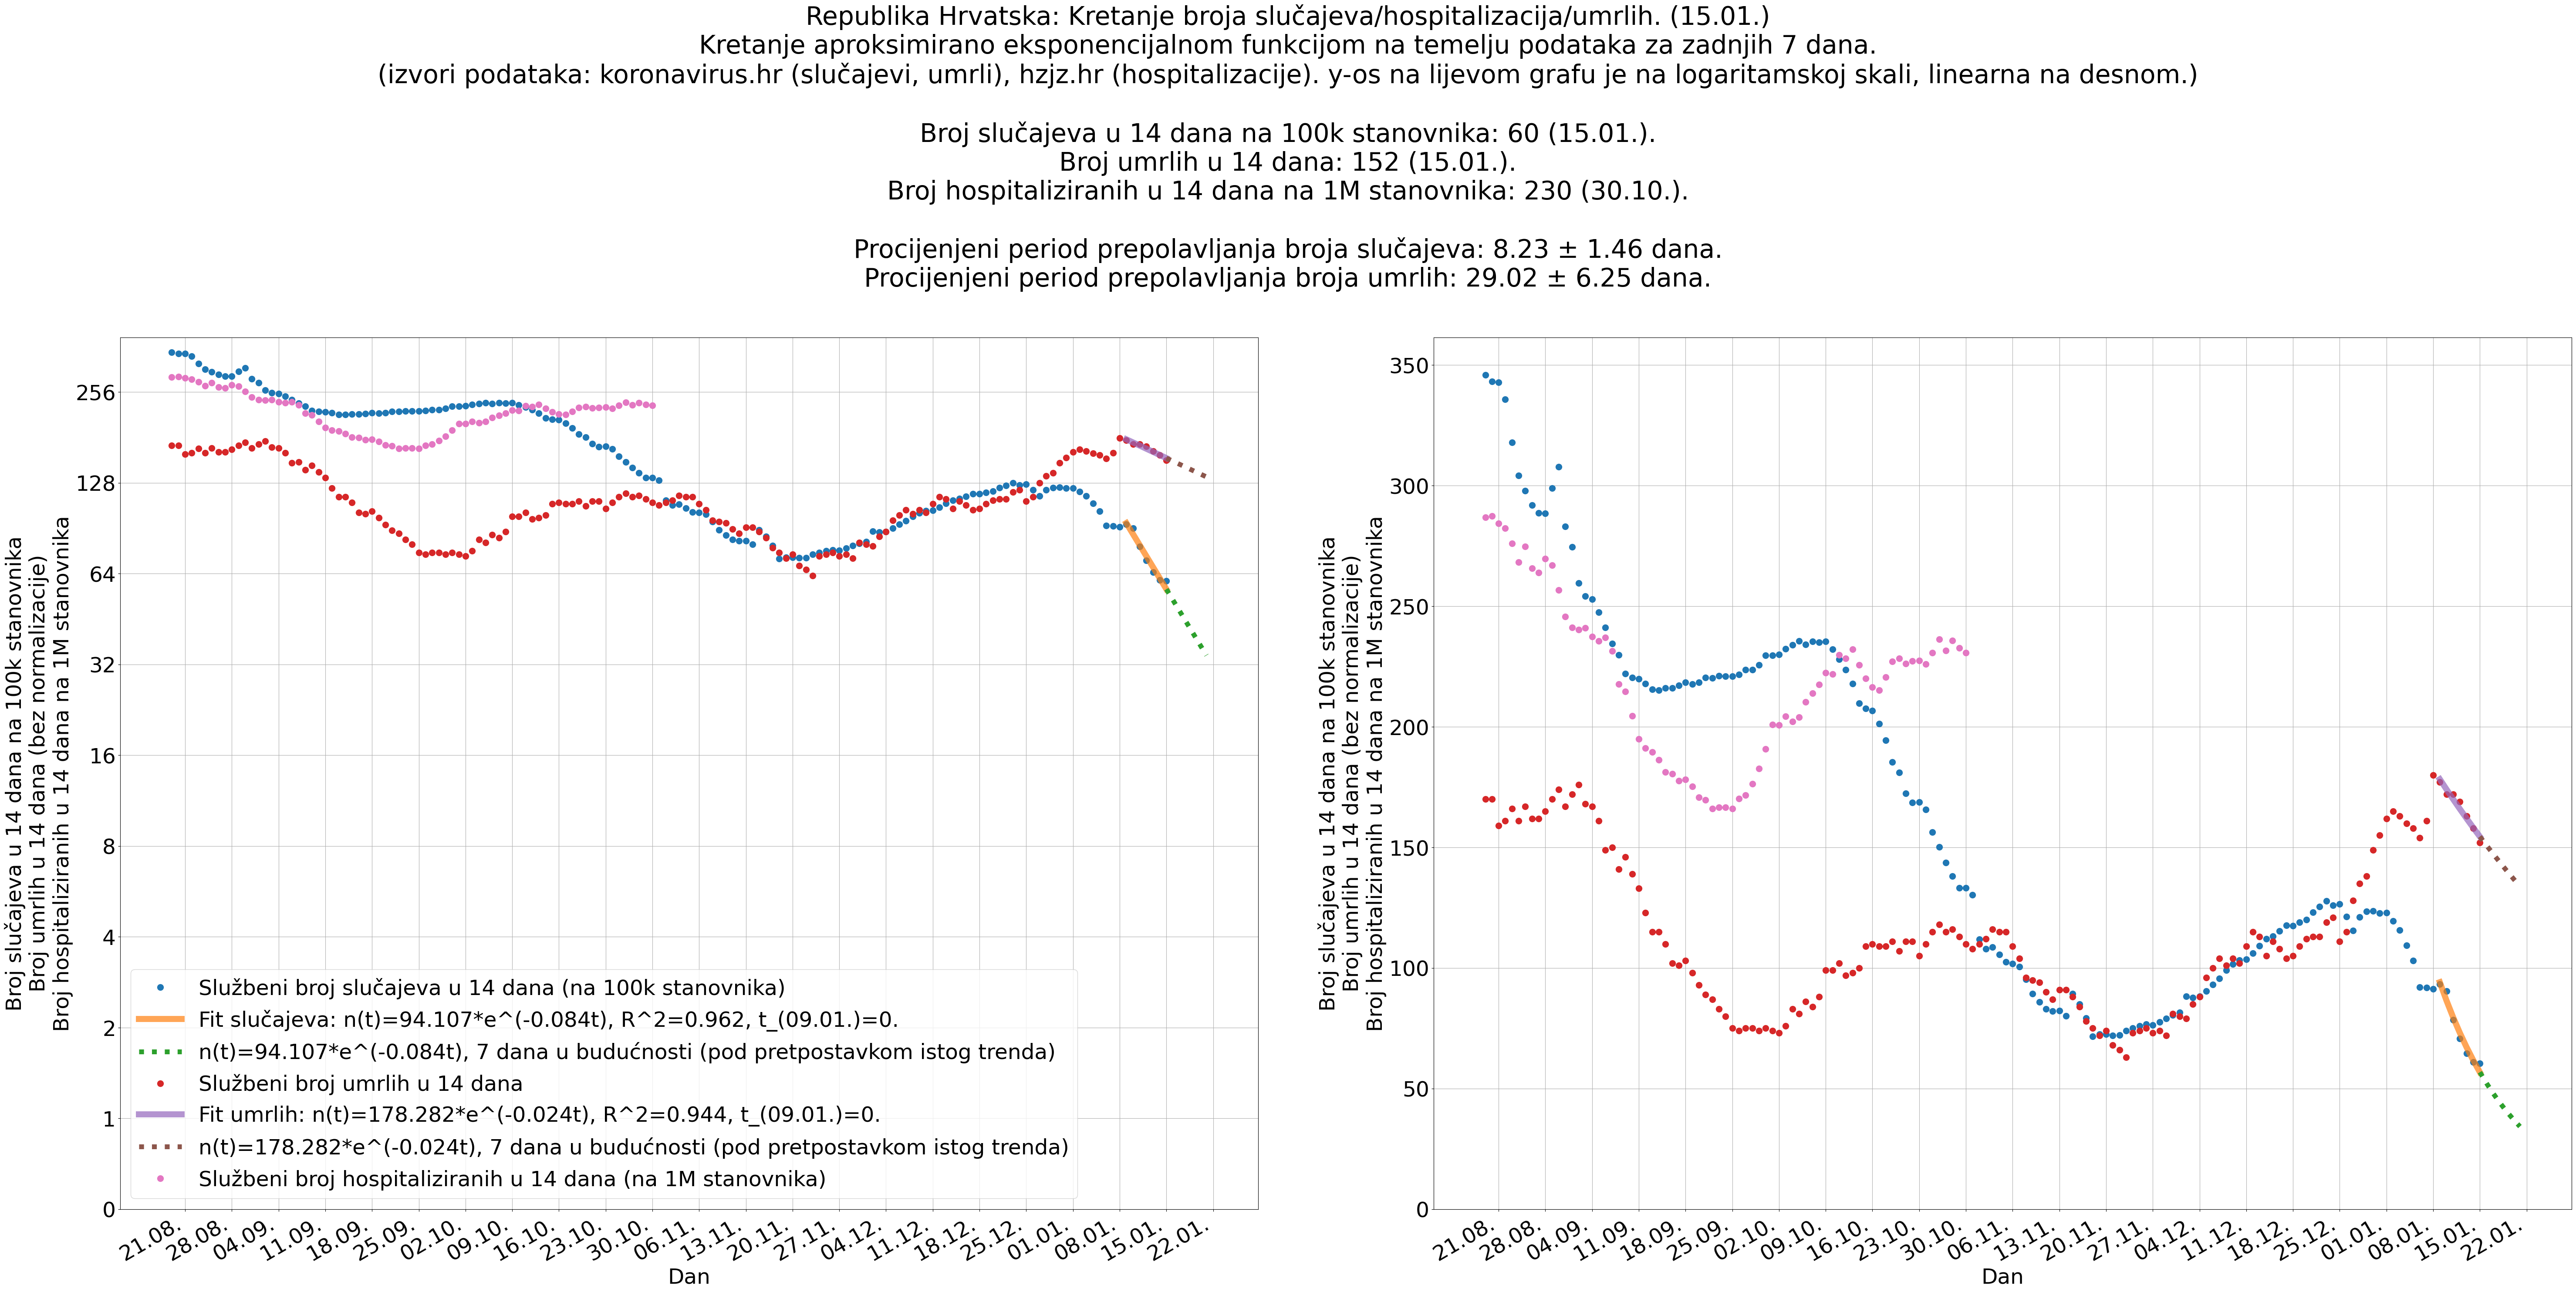 Republika Hrvatska: Kretanje broja slučajeva/hospitalizacija/umrlih. (15.01.)
Kretanje aproksimirano eksponencijalnom funkcijom na temelju podataka za zadnjih 7 dana.
(izvori podataka: koronavirus.hr (slučajevi, umrli), hzjz.hr (hospitalizacije). y-os na lijevom grafu je na logaritamskoj skali, linearna na desnom.)
Broj slučajeva u 14 dana na 100k stanovnika: 60 (15.01.).
Broj umrlih u 14 dana: 152 (15.01.).
Broj hospitaliziranih u 14 dana na 1M stanovnika: 230 (30.10.).
Procijenjeni period prepolavljanja broja slučajeva: 8.23 ± 1.46 dana.
Procijenjeni period prepolavljanja broja umrlih: 29.02 ± 6.25 dana.
Broj slučajeva u 14 dana na 100k stanovnika
Broj umrlih u 14 dana (bez normalizacije)
Broj hospitaliziranih u 14 dana na 1M stanovnika
256
128
64
32
16
8
4
2
1
0
Službeni broj slučajeva u 14 dana (na 100k stanovnika)
Fit slučajeva: n(t)=94.107*e^(-0.084t), R^2=0.962, t_(09.01.)=0.
n(t)=94.107*e^(-0.084t), 7 dana u budućnosti (pod pretpostavkom istog trenda)
Službeni broj umrlih u 14 dana
Fit umrlih: n(t)=178.282*e^(-0.024t), R^2=0.944, t_(09.01.)=0.
n(t)=178.282*e^(-0.024t), 7 dana u budućnosti (pod pretpostavkom istog trenda)
Službeni broj hospitaliziranih u 14 dana (na 1M stanovnika)
21.08. 28.08. 04.09. 11.09. 18.09. 25.09. 02.10. 09.10. 16.10. 23.10. 30.10. 06.11. 13.11. 20.11. 27.11. 04.12. 11.12. 18.12. 25.12. 01.01. 08.01. 15.01. 22.01.
Dan
Broj slučajeva u 14 dana na 100k stanovnika
Broj umrlih u 14 dana (bez normalizacije)
Broj hospitaliziranih u 14 dana na 1M stanovnika
350
300
250
200
150
100
50
0
21.08. 28.08. 04.09. 11.09. 18.09. 25.09. 02.10. 09.10. 16.10. 23.10. 30.10. 06.11. 13.11. 20.11. 27.11. 04.12. 11.12. 18.12. 25.12. 01.01. 08.01. 15.01. 22.01.
Dan